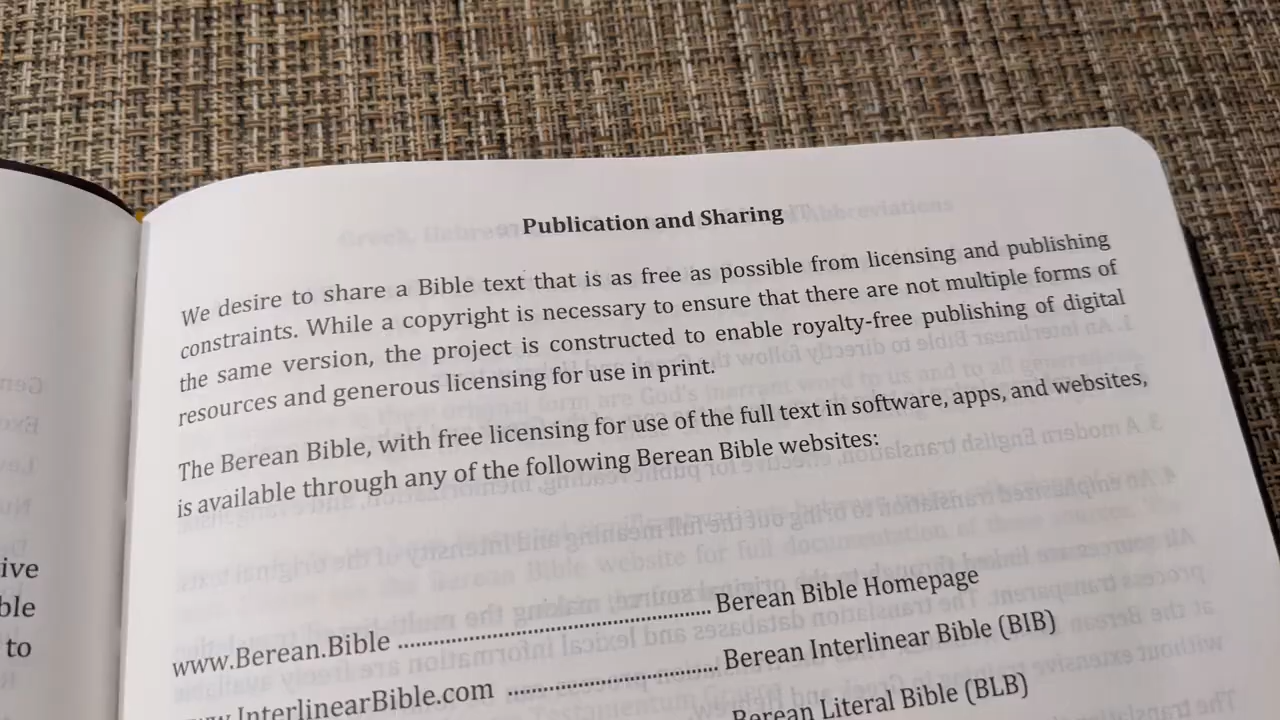 ive
ble
to
Publication and Sharing
We desire to share a Bible text that is as free as possible from licensing and publishing
constraints. While a copyright is necessary to ensure that there are not multiple forms of
the same version, the project is constructed to enable royalty-free publishing of digital
resources and generous licensing for use in print.
The Berean Bible, with free licensing for use of the full text in software, apps, and websites,
is available through any of the following Berean Bible websites:
www.Berean.Bible ........................................................ Berean Bible Homepage
InterlinearBible.com ...................................... Berean Interlinear Bible (BIB)
Berean Literal Bible (BLB)